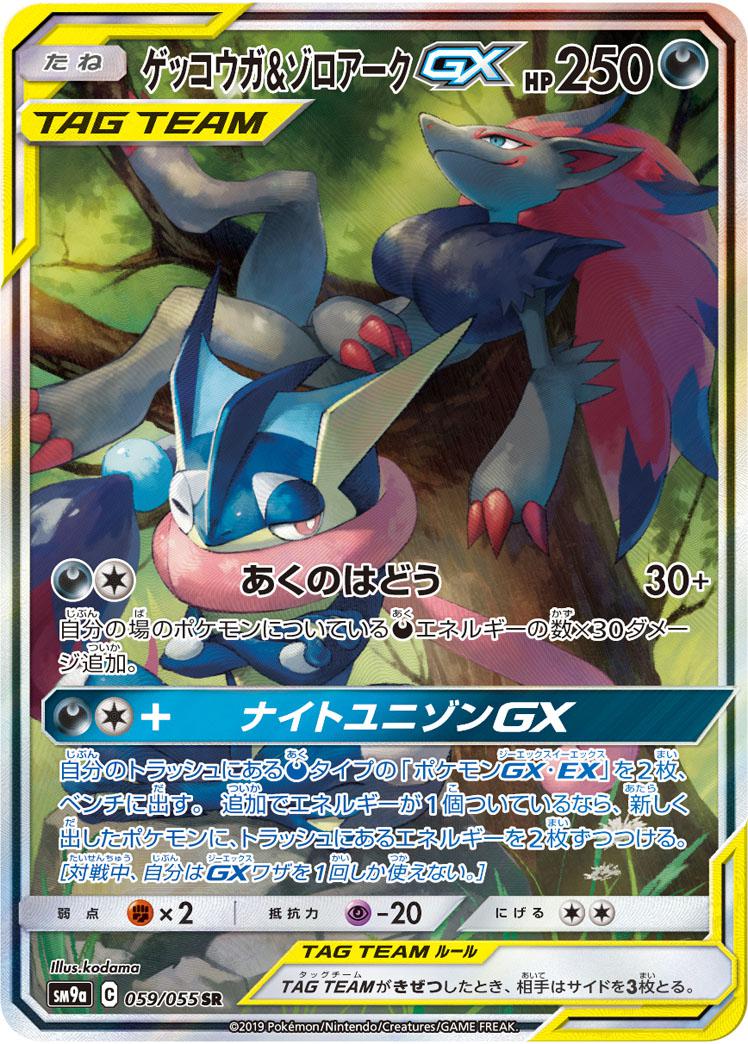 たね ゲッコウガ&ゾロアークGX HP250
TAG TEAM
あくのはどう 30+
自分の場のポケモンについているエネルギーの数×30ダメー
ジ追加。
+ ナイトユニゾンGX
自分のトラッシュにあるタイプの「ポケモンGX・EX」を2枚、
ベンチに出す。追加でエネルギーが1個ついているなら、新しく
出したポケモンに、トラッシュにあるエネルギーを2枚ずつつける。
[対戦中、自分はGXワザを1回しか使えない。]
弱点 ×2 抵抗力 -20 にげる
TAG TEAM ルール
TAG TEAMがきぜつしたとき、相手はサイドを3枚とる。
Illus.kodama
sm9a C 059/055 SR
©2019 Pokémon/Nintendo/Creatures/GAME FREAK.